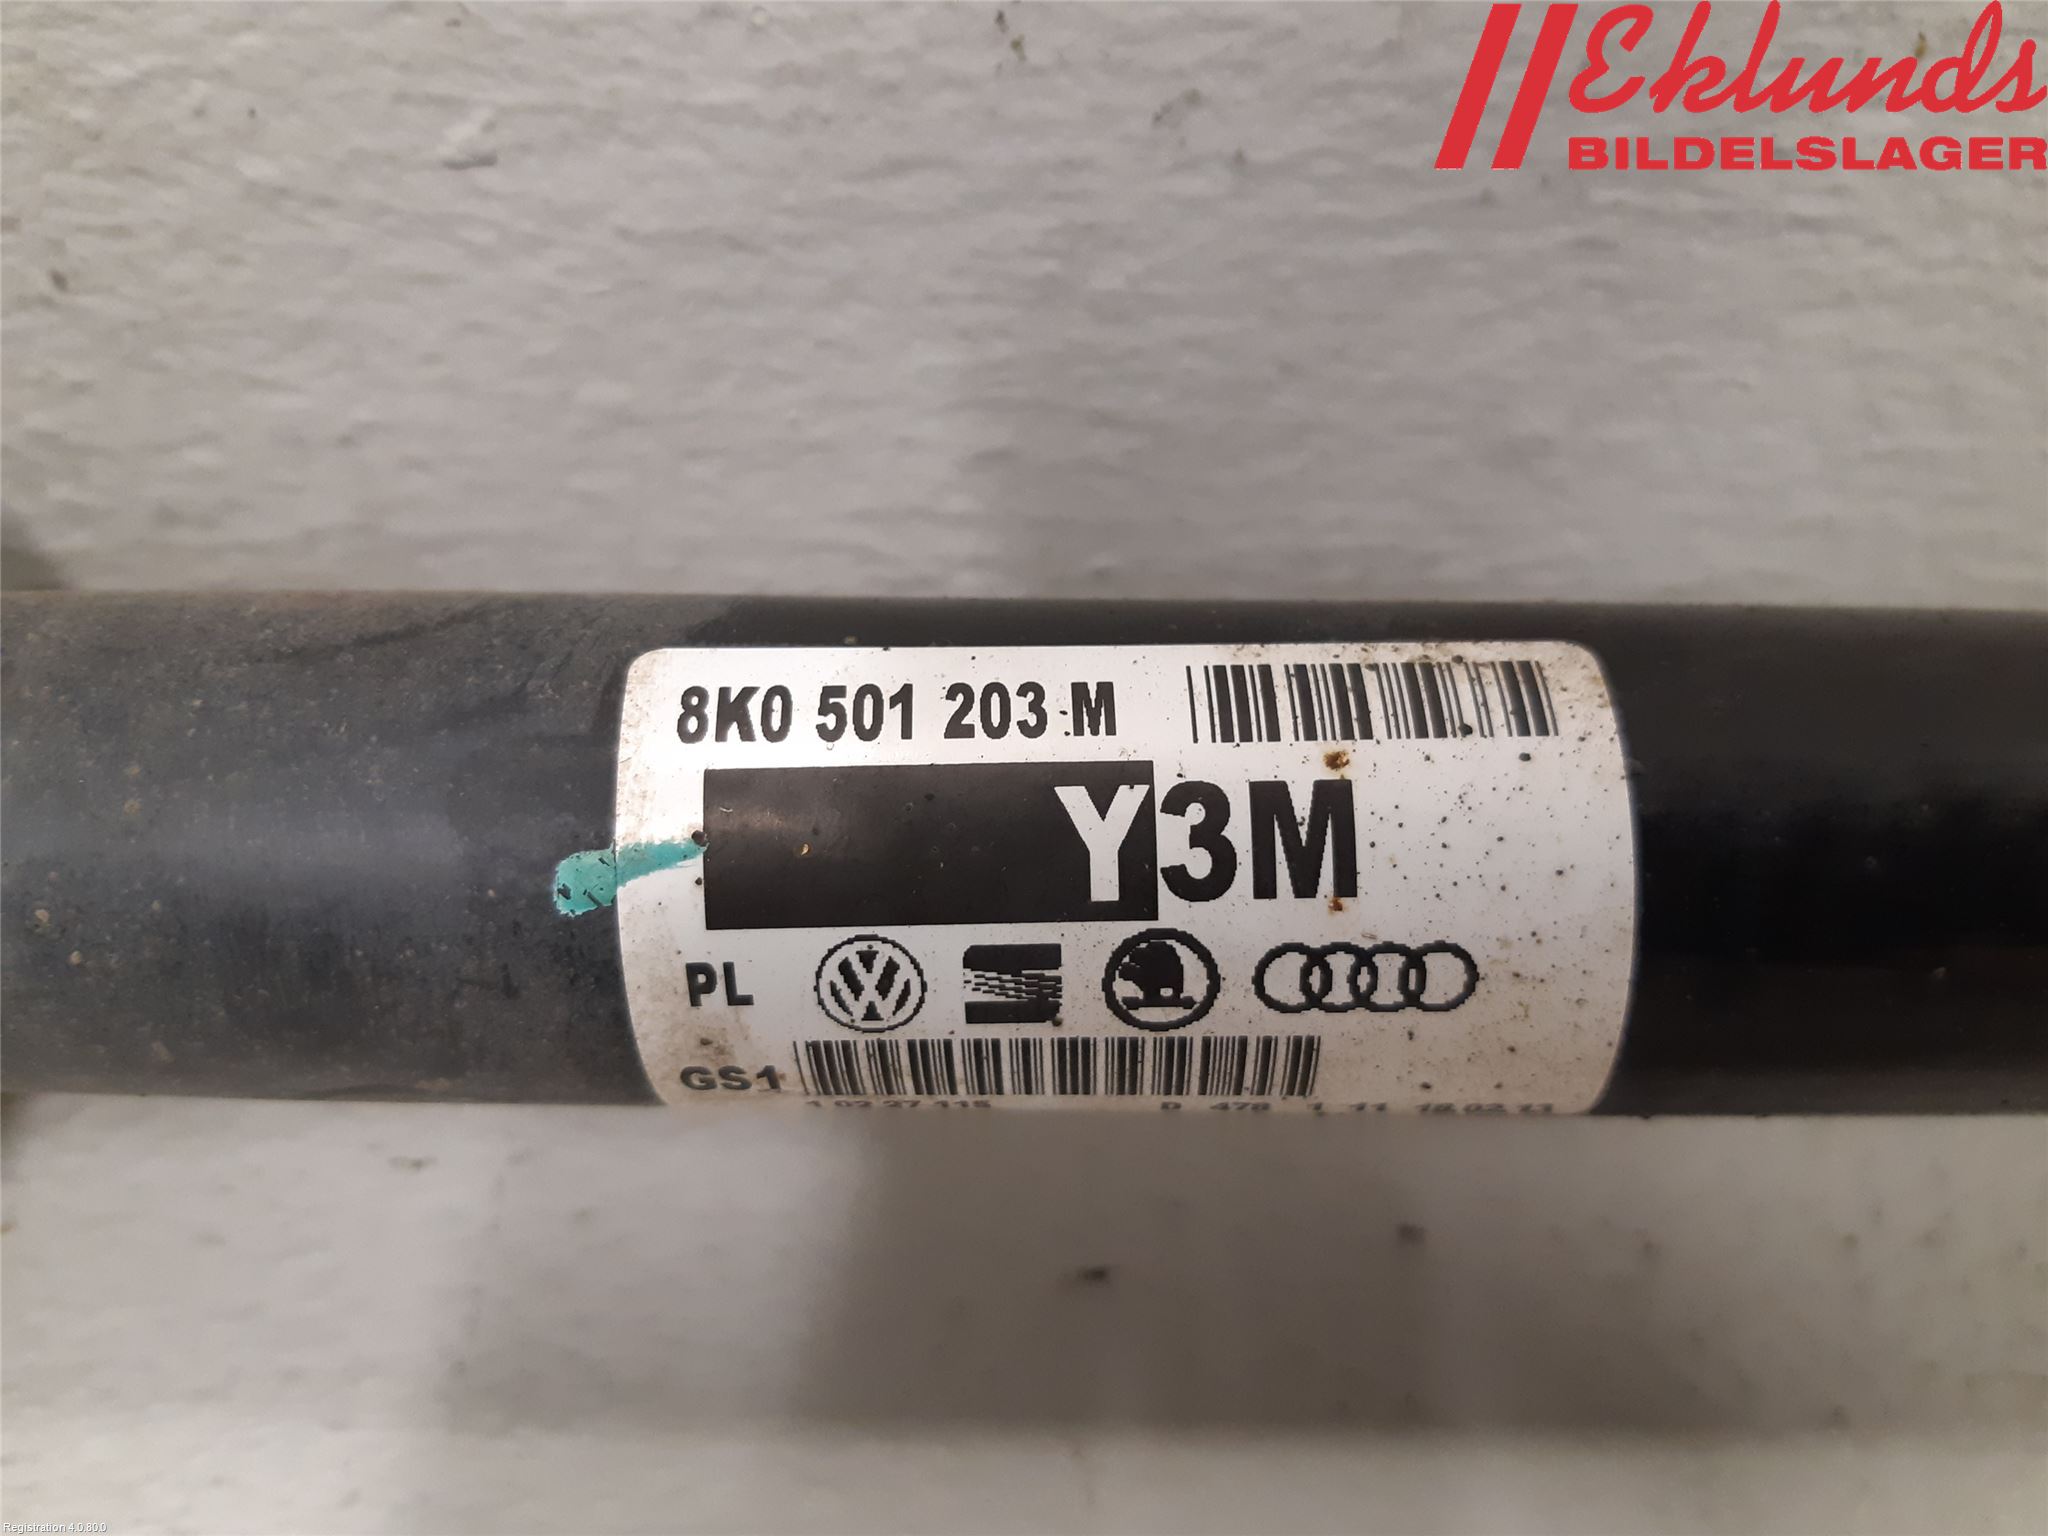 Eklunds
BILDELSLAGER
8K0 501 203 M
Y3M
PL
GS1
Registration 4.0.80.0